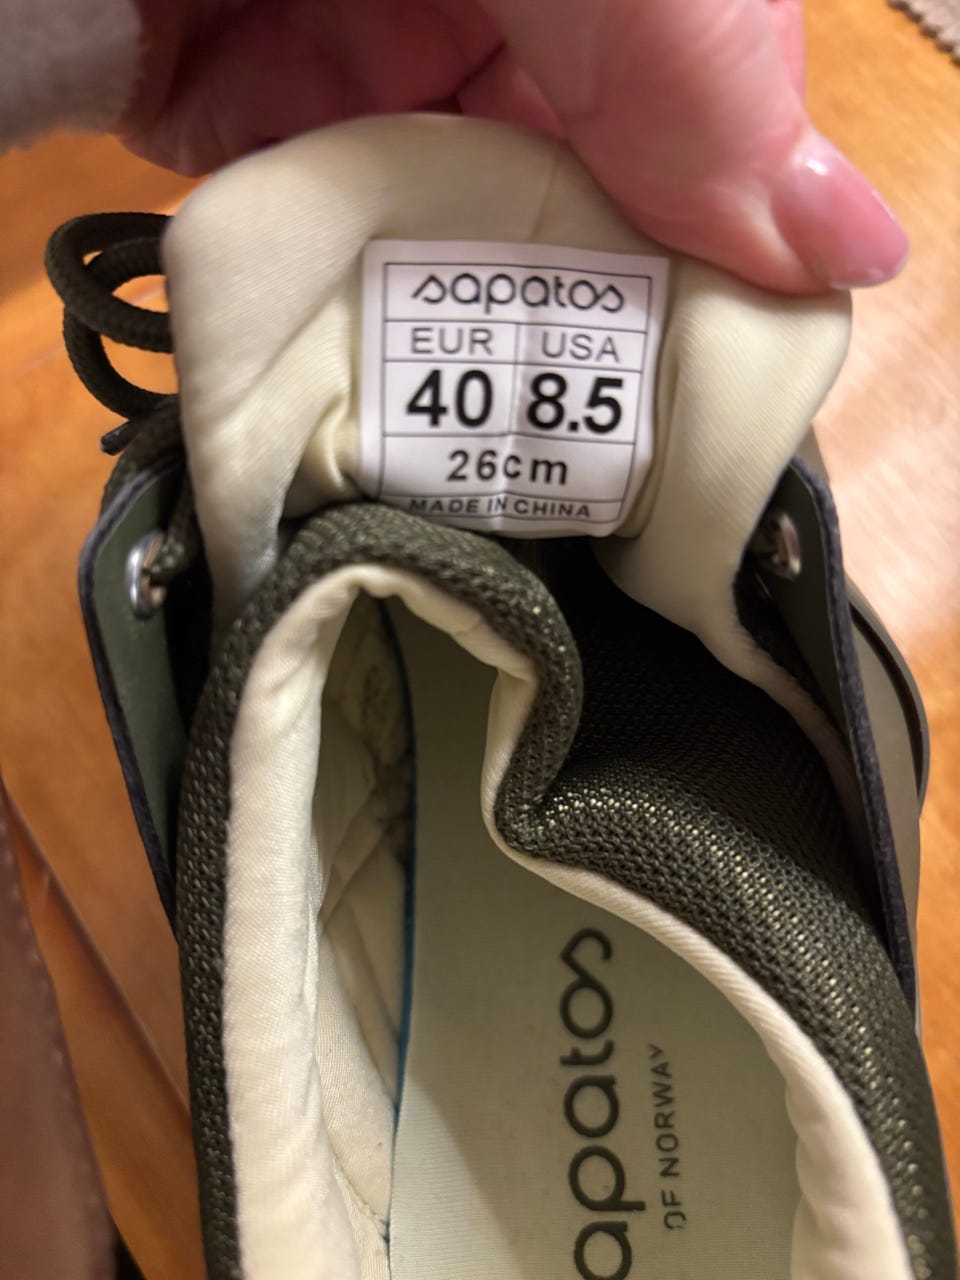 sapatos
EUR USA
40 8.5
26cm
MADE IN CHINA
sapatos
OF NORWAY